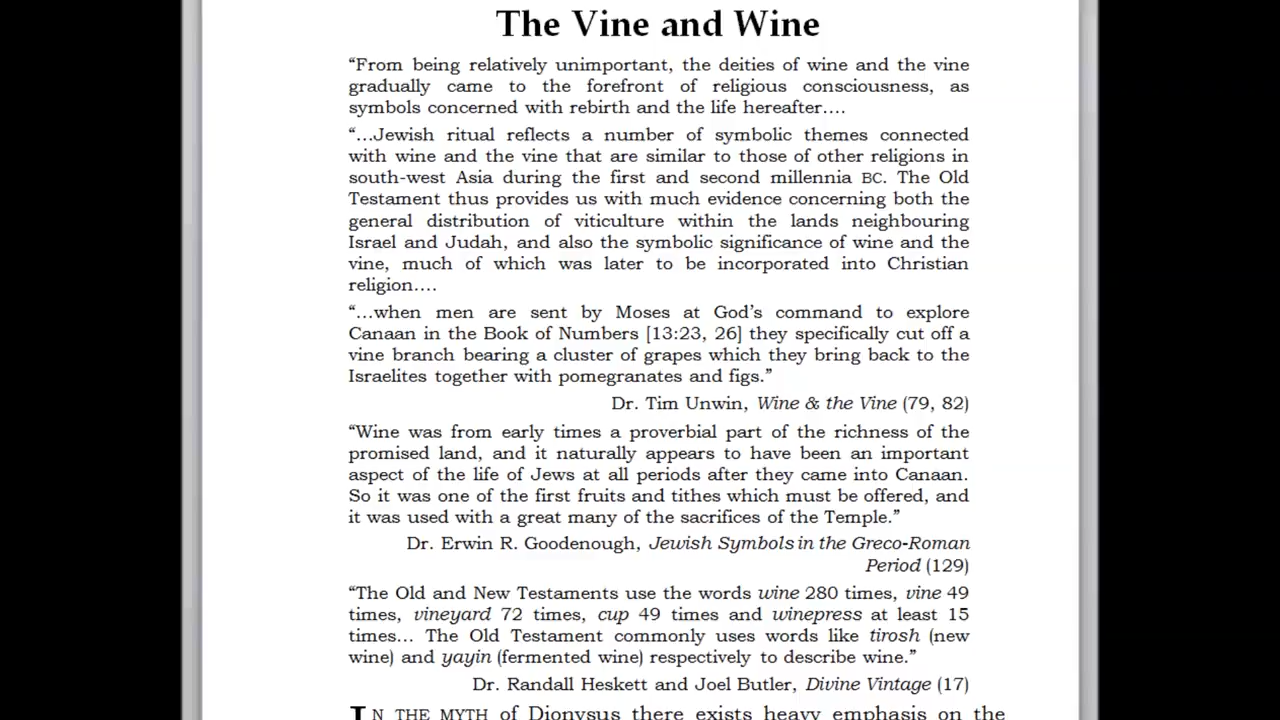 The Vine and Wine
“From being relatively unimportant, the deities of wine and the vine
gradually came to the forefront of religious consciousness, as
symbols concerned with rebirth and the life hereafter….
“…Jewish ritual reflects a number of symbolic themes connected
with wine and the vine that are similar to those of other religions in
south-west Asia during the first and second millennia BC. The Old
Testament thus provides us with much evidence concerning both the
general distribution of viticulture within the lands neighbouring
Israel and Judah, and also the symbolic significance of wine and the
vine, much of which was later to be incorporated into Christian
religion….
“…when men are sent by Moses at God’s command to explore
Canaan in the Book of Numbers [13:23, 26] they specifically cut off a
vine branch bearing a cluster of grapes which they bring back to the
Israelites together with pomegranates and figs.”
Dr. Tim Unwin, Wine & the Vine (79, 82)
“Wine was from early times a proverbial part of the richness of the
promised land, and it naturally appears to have been an important
aspect of the life of Jews at all periods after they came into Canaan.
So it was one of the first fruits and tithes which must be offered, and
it was used with a great many of the sacrifices of the Temple.”
Dr. Erwin R. Goodenough, Jewish Symbols in the Greco-Roman
Period (129)
“The Old and New Testaments use the words wine 280 times, vine 49
times, vineyard 72 times, cup 49 times and winepress at least 15
times… The Old Testament commonly uses words like tirosh (new
wine) and yayin (fermented wine) respectively to describe wine.”
Dr. Randall Heskett and Joel Butler, Divine Vintage (17)
IN THE MYTH of Dionysus there exists heavy emphasis on the